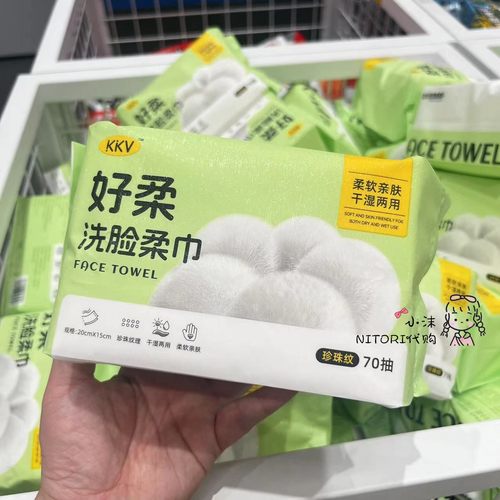 KKV
好柔
洗脸柔巾
FACE TOWEL
柔软亲肤
干湿两用
SOFT AND SKIN FRIENDLY FOR
BOTH DRY AND WET USE
规格:20cmX15cm
珍珠纹理
干湿两用
柔软亲肤
珍珠纹
70抽
小沫
NITORI代购
FACE TOWEL